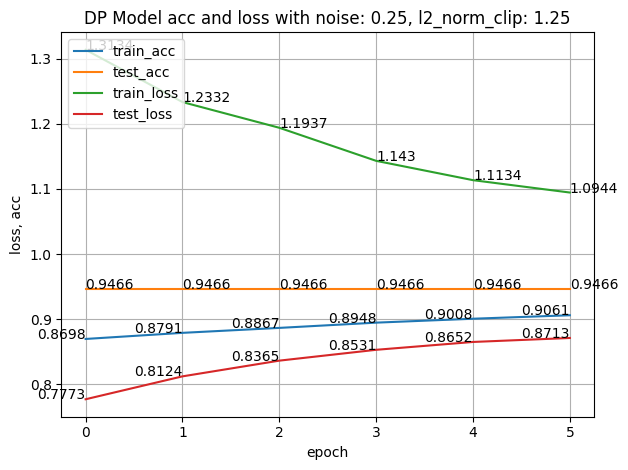 DP Model acc and loss with noise: 0.25, l2_norm_clip: 1.25
train_acc
test_acc
train_loss
test_loss
loss, acc
1.3
1.2
1.1
1.0
0.9
0.8
1.3134
1.2332
1.1937
1.143
1.1134
1.0944
0.9466 0.9466 0.9466 0.9466 0.9466 0.9466
0.8698 0.8791 0.8867 0.8948 0.9008 0.9061
0.7773 0.8124 0.8365 0.8531 0.8652 0.8713
0 1 2 3 4 5
epoch